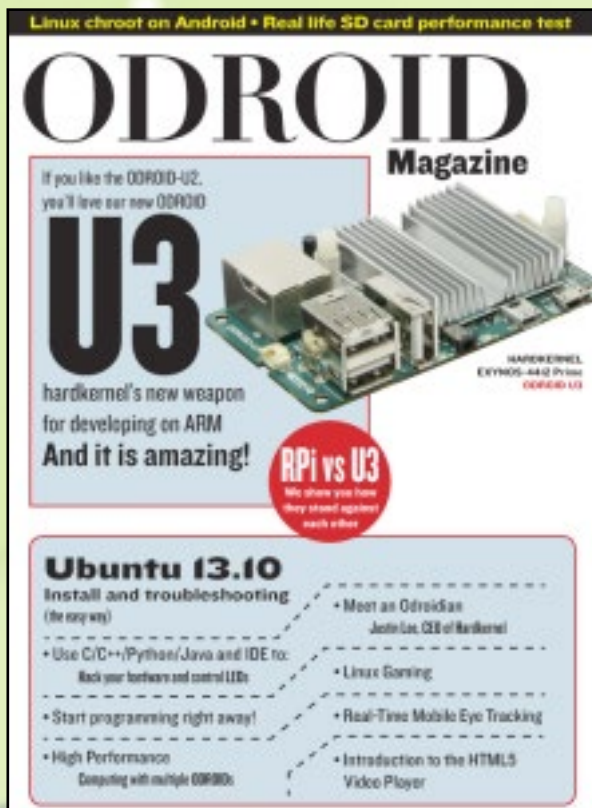 Linux chroot on Android • Real life SD card performance test
ODROID
Magazine
If you like the ODROID-U2,
you'll love our new ODROID
U3
hardkernel's new weapon
for developing on ARM
And it is amazing!
HARDKERNEL
EXYNOS-4412 Prime
ODROID U3
RPi vs U3
We show you how
they stand against
each other
Ubuntu 13.10
Install and troubleshooting
(the easy way)
• Use C/C++/Python/Java and IDE to:
Hack your hardware and control LEDs
• Start programming right away!
• High Performance
Computing with multiple ODROIDs
• Meet an Odroidian
Justin Lee, CEO of Hardkernel
• Linux Gaming
• Real-Time Mobile Eye Tracking
• Introduction to the HTML5
Video Player